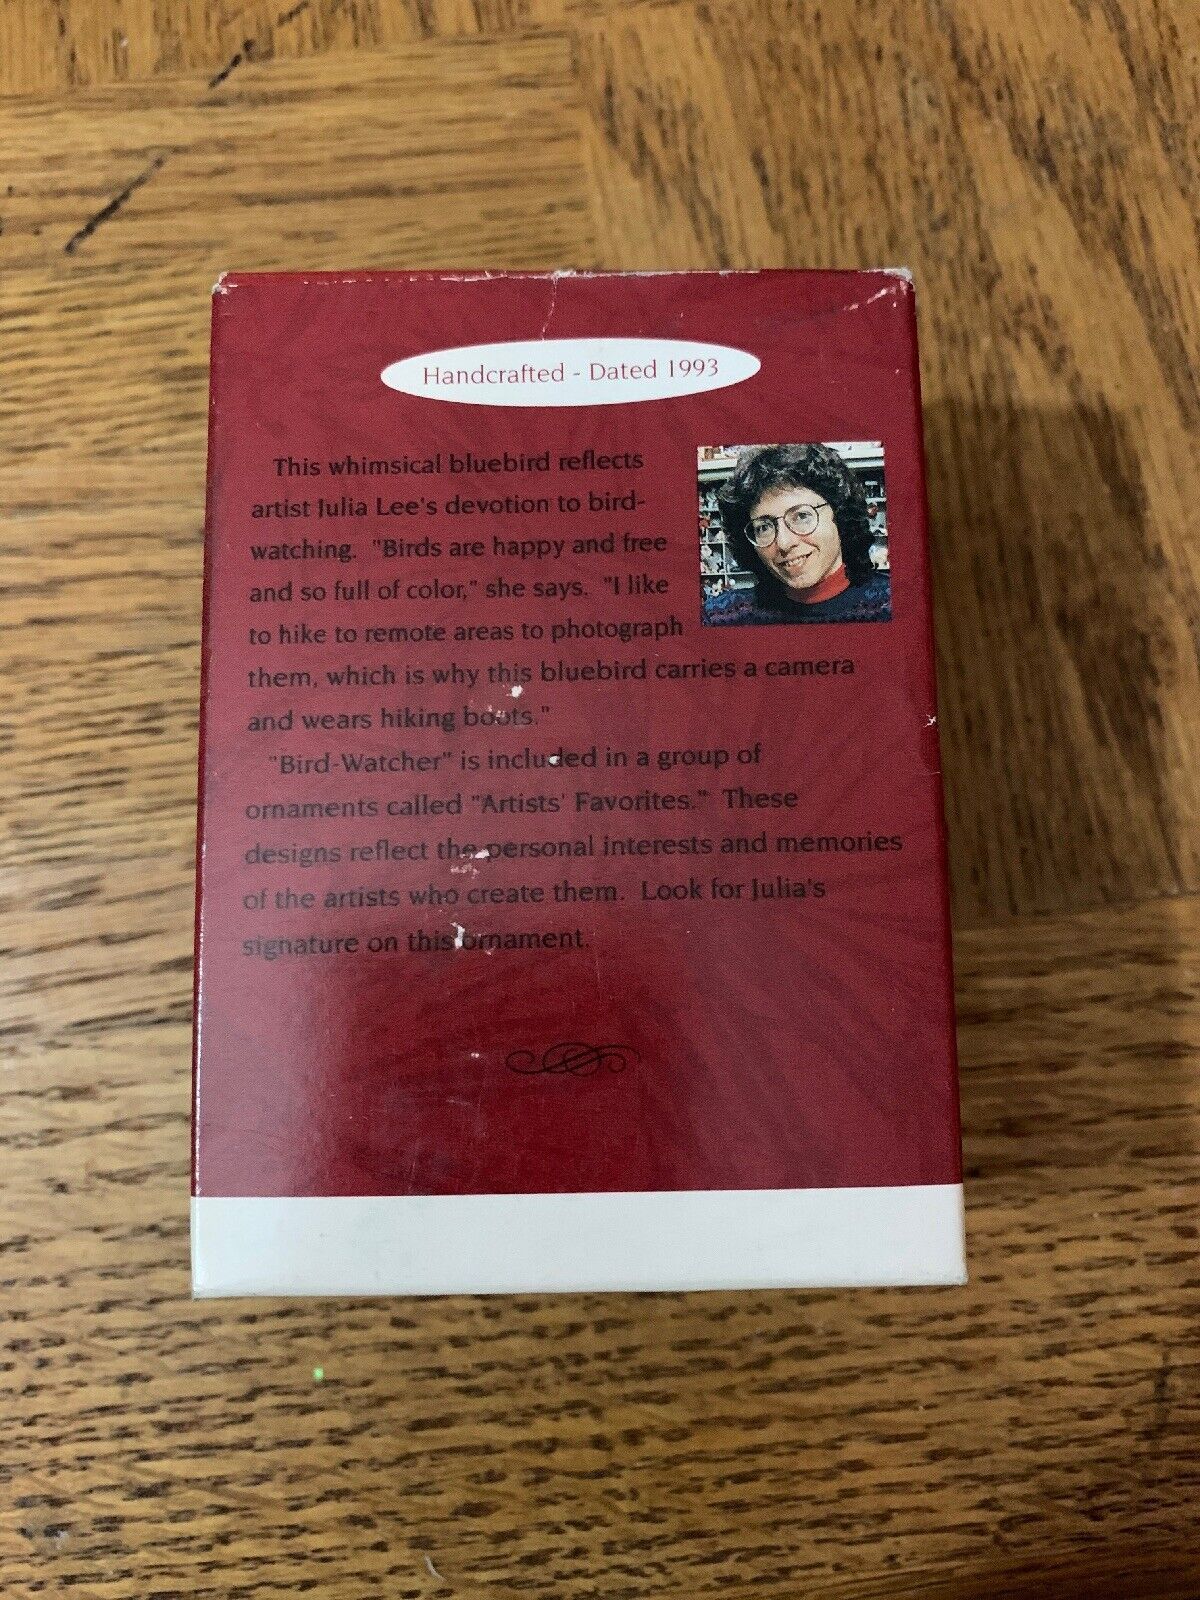 Handcrafted - Dated 1993
This whimsical bluebird reflects
artist Julia Lee's devotion to bird-
watching. "Birds are happy and free
and so full of color," she says. "I like
to hike to remote areas to photograph
them, which is why this bluebird carries a camera
and wears hiking boots."
"Bird-Watcher" is included in a group of
ornaments called "Artists' Favorites." These
designs reflect the personal interests and memories
of the artists who create them. Look for Julia's
signature on this ornament.